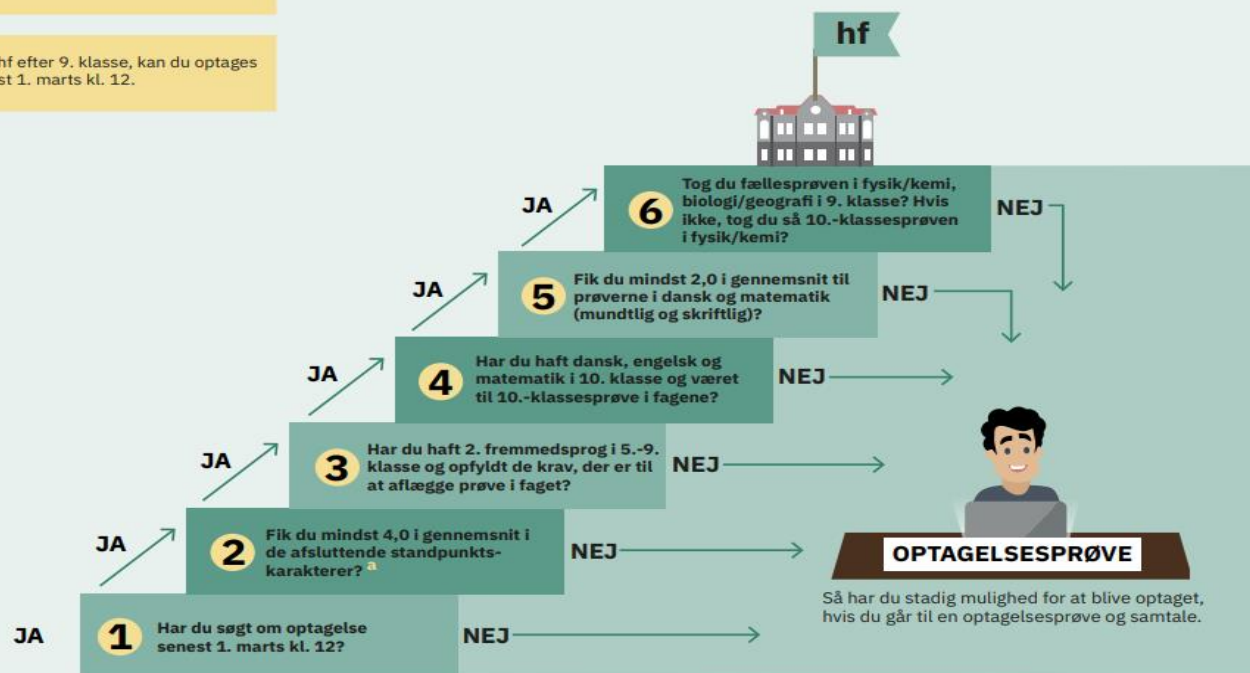 hf efter 9. klasse, kan du optages
st 1. marts kl. 12.
hf
JA
6
Tog du fællesprøven i fysik/kemi,
biologi/geografi i 9. klasse? Hvis
ikke, tog du så 10.-klassesprøven
i fysik/kemi?
NEJ
JA
5
Fik du mindst 2,0 i gennemsnit til
prøverne i dansk og matematik
(mundtlig og skriftlig)?
NEJ
JA
4
Har du haft dansk, engelsk og
matematik i 10. klasse og været
til 10.-klassesprøve i fagene?
NEJ
JA
3
Har du haft 2. fremmedsprog i 5.-9.
klasse og opfyldt de krav, der er til
at aflægge prøve i faget?
NEJ
JA
2
Fik du mindst 4,0 i gennemsnit i
de afsluttende standpunkts-
karakterer? a
NEJ
JA
1
Har du søgt om optagelse
senest 1. marts kl. 12?
NEJ
OPTAGELSESPRØVE
Så har du stadig mulighed for at blive optaget,
hvis du går til en optagelsesprøve og samtale.